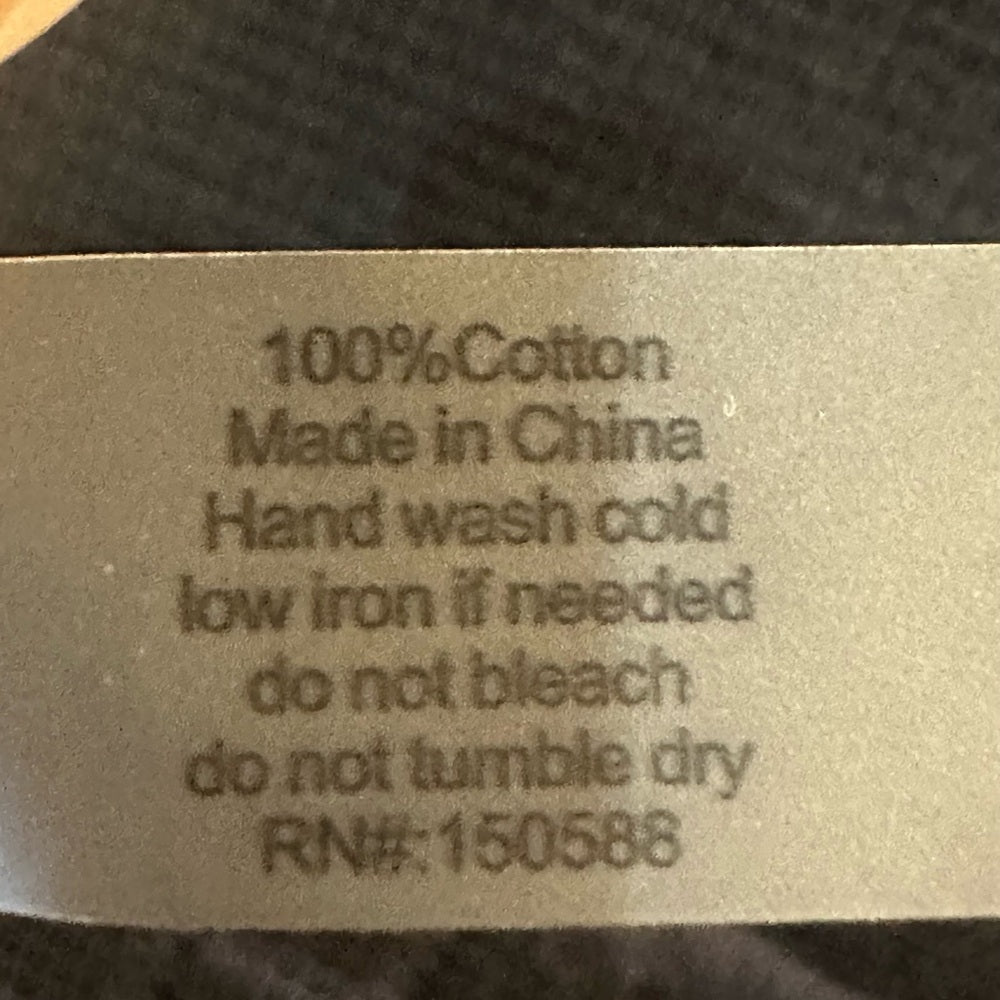 100%Cotton
Made in China
Hand wash cold
low iron if needed
do not bleach
do not tumble dry
RN#:150586